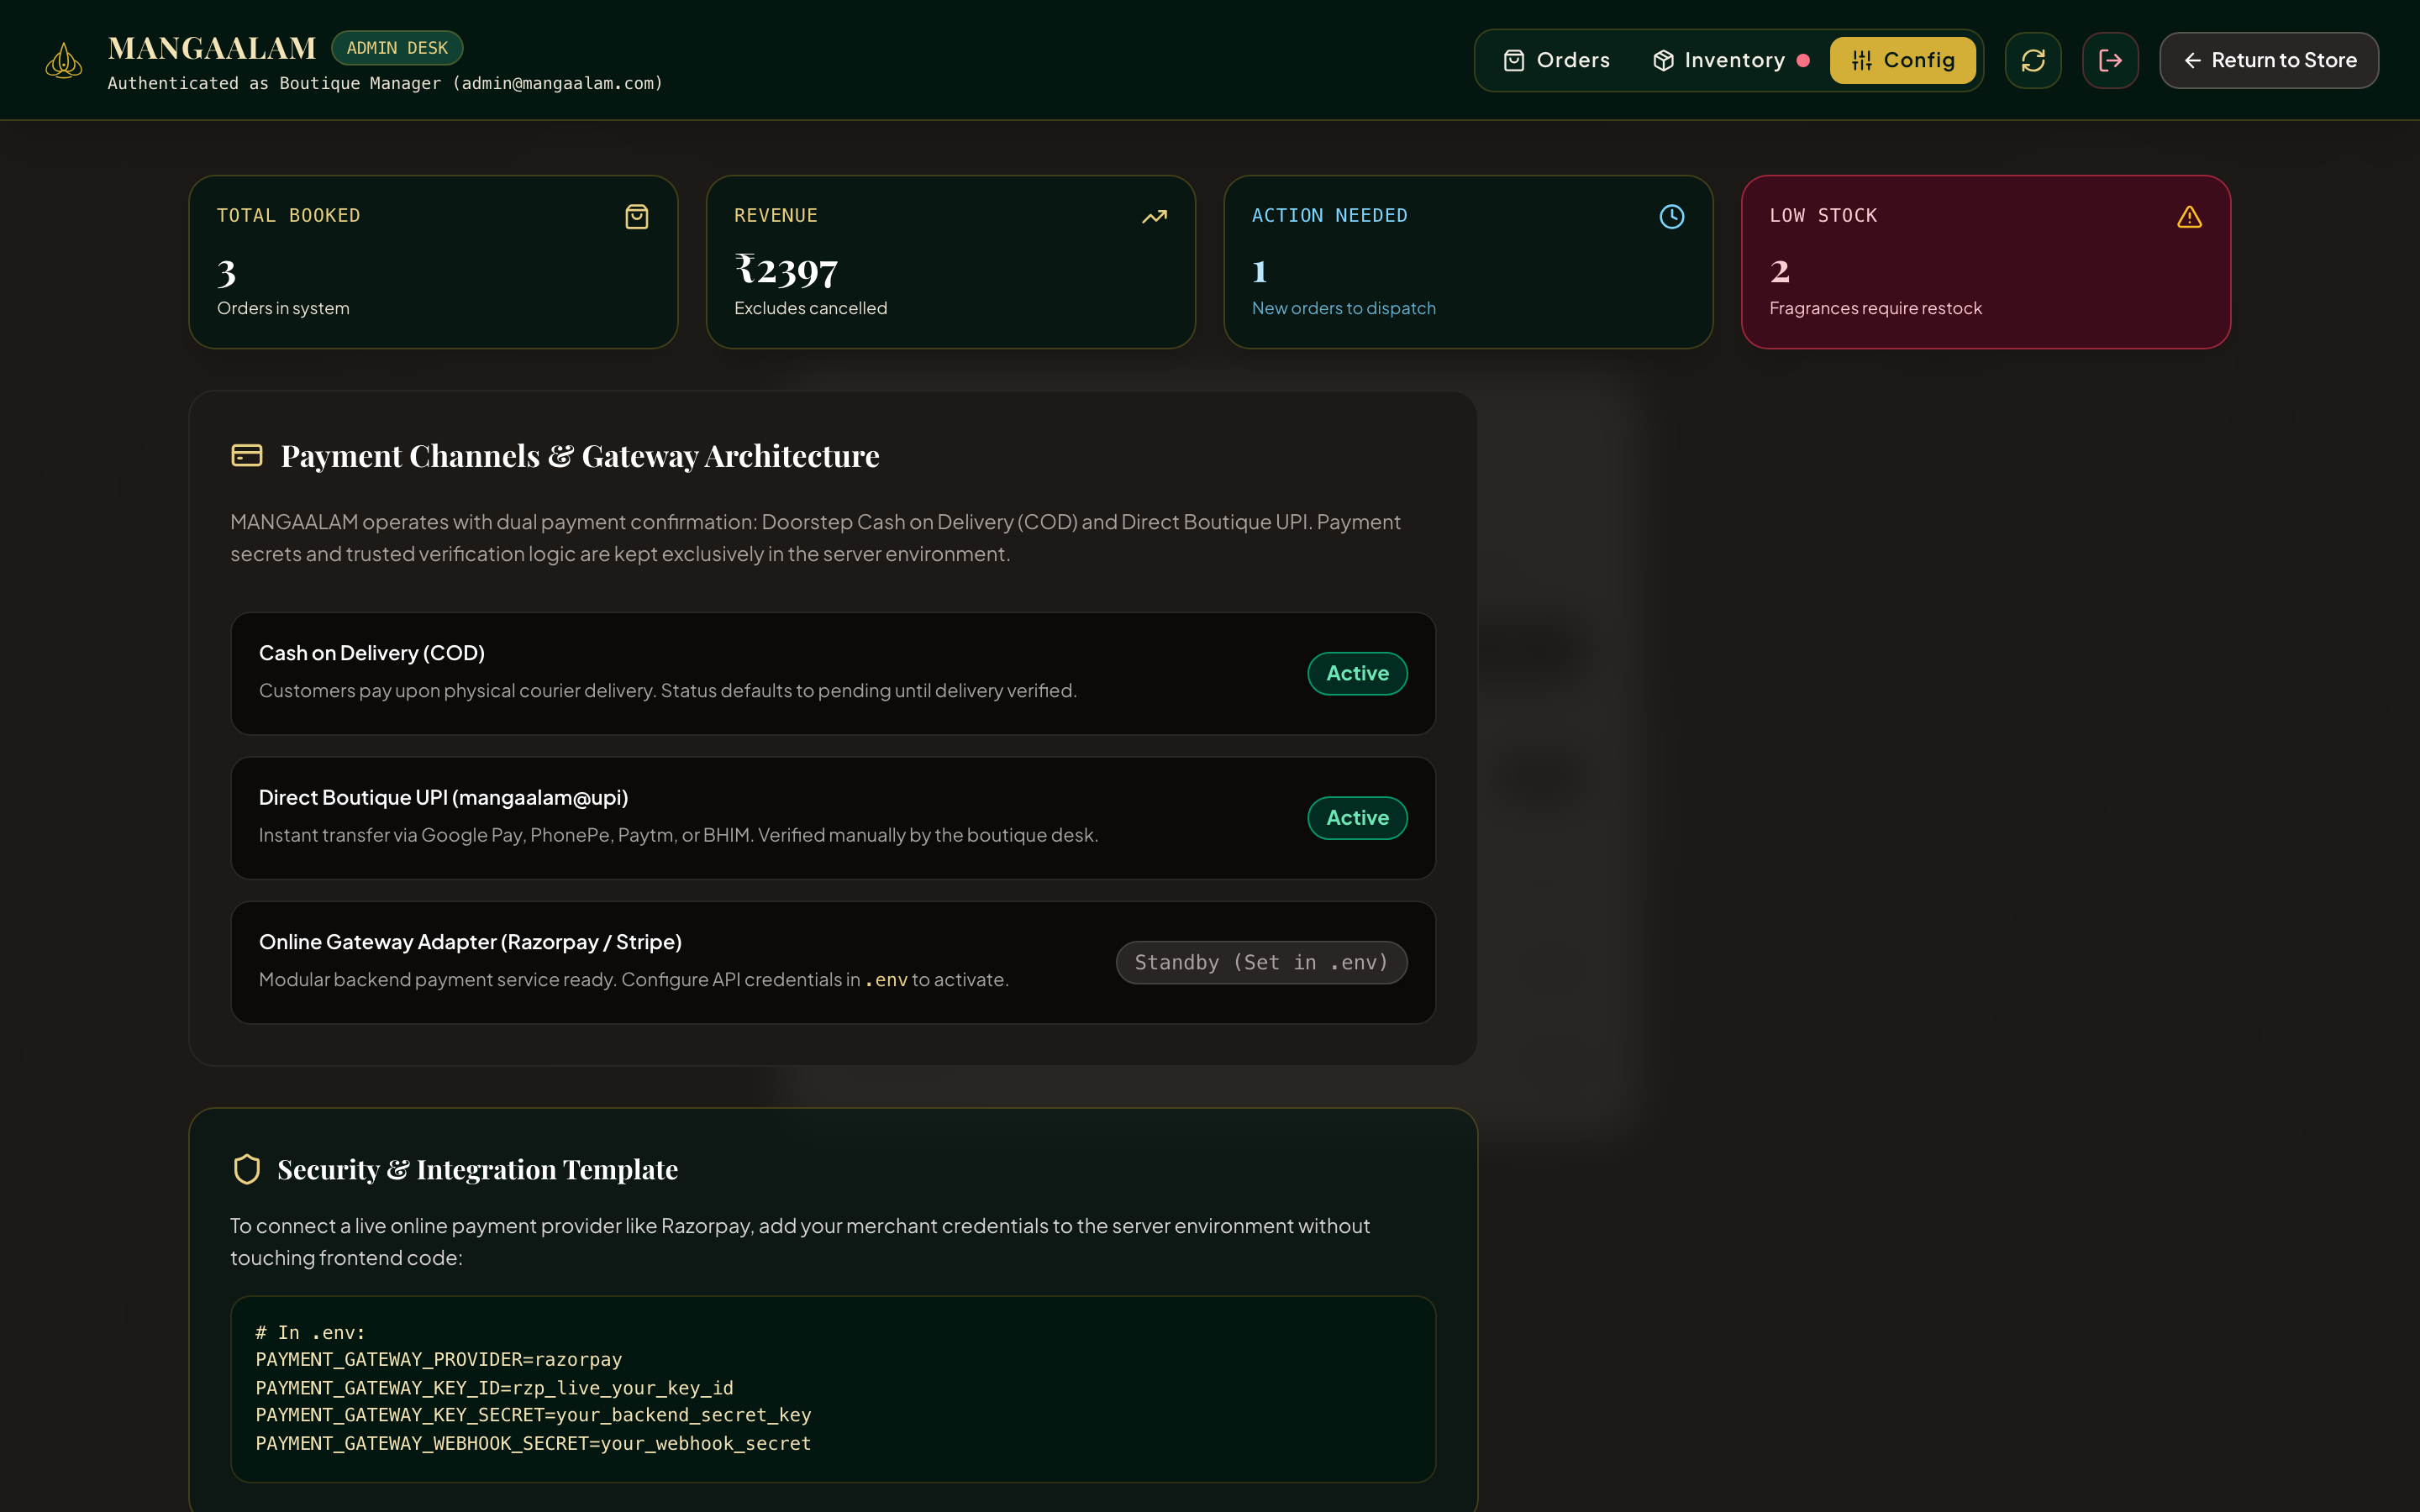 MANGAALAM ADMIN DESK
Authenticated as Boutique Manager (admin@mangaalam.com)
Orders Inventory Config Return to Store
TOTAL BOOKED
3
Orders in system
REVENUE
₹2397
Excludes cancelled
ACTION NEEDED
1
New orders to dispatch
LOW STOCK
2
Fragrances require restock
Payment Channels & Gateway Architecture
MANGAALAM operates with dual payment confirmation: Doorstep Cash on Delivery (COD) and Direct Boutique UPI. Payment
secrets and trusted verification logic are kept exclusively in the server environment.
Cash on Delivery (COD)
Customers pay upon physical courier delivery. Status defaults to pending until delivery verified.
Active
Direct Boutique UPI (mangaalam@upi)
Instant transfer via Google Pay, PhonePe, Paytm, or BHIM. Verified manually by the boutique desk.
Active
Online Gateway Adapter (Razorpay / Stripe)
Modular backend payment service ready. Configure API credentials in .env to activate.
Standby (Set in .env)
Security & Integration Template
To connect a live online payment provider like Razorpay, add your merchant credentials to the server environment without
touching frontend code:
# In .env:
PAYMENT_GATEWAY_PROVIDER=razorpay
PAYMENT_GATEWAY_KEY_ID=rzp_live_your_key_id
PAYMENT_GATEWAY_KEY_SECRET=your_backend_secret_key
PAYMENT_GATEWAY_WEBHOOK_SECRET=your_webhook_secret